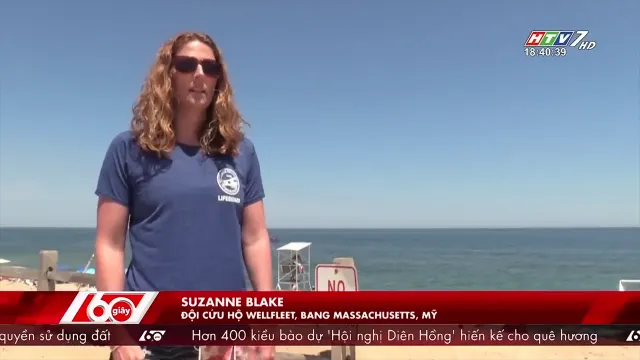 HTV7 HD
18:40:39
LIFEGUARD
NO
60 giây
SUZANNE BLAKE
ĐỘI CỨU HỘ WELLFLEET, BANG MASSACHUSETTS, MỸ
quyền sử dụng đất
60
Hơn 400 kiều bào dự 'Hội nghị Diên Hồng' hiến kế cho quê hương